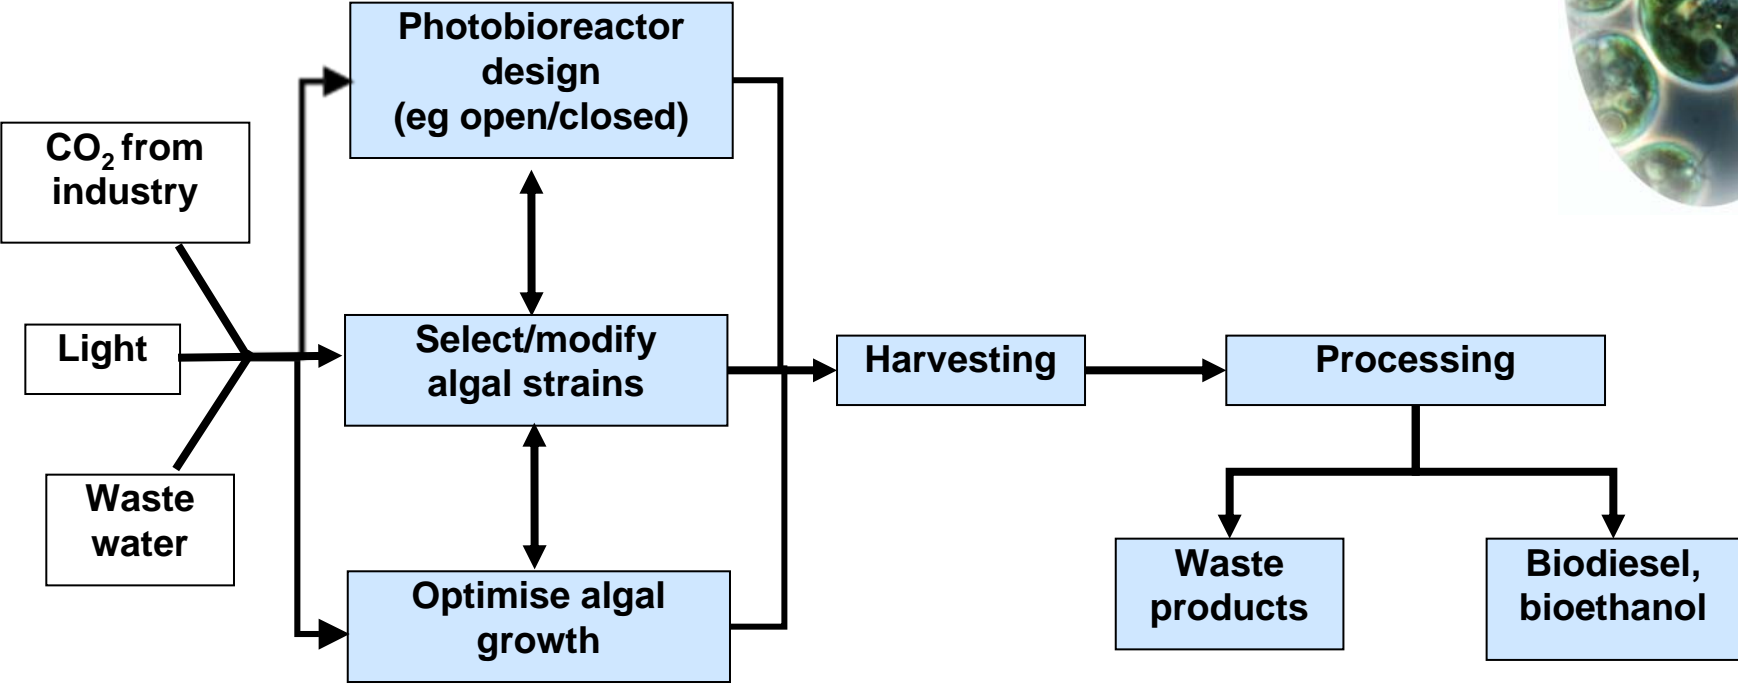 Photobioreactor
design
(eg open/closed)
CO₂ from
industry
Light
Select/modify
algal strains
Harvesting
Processing
Waste
water
Optimise algal
growth
Waste
products
Biodiesel,
bioethanol